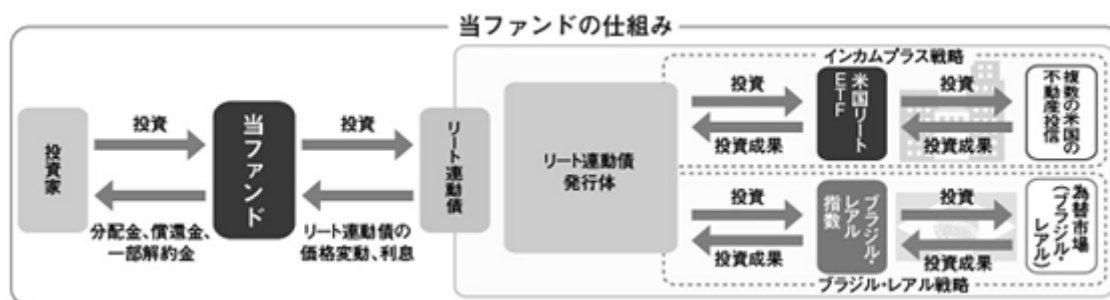 当ファンドの仕組み
インカムプラス戦略
投資家
投資
分配金、償還金、
一部解約金
当ファンド
投資
リート連動債の
価格変動、利息
リート連動債
リート連動債
発行体
投資
投資成果
米国リート
ETF
投資
投資成果
複数の米国の
不動産投信
投資
投資成果
ブラジル・
レアル
指数
投資
投資成果
為替市場
(ブラジル・
レアル)
ブラジル・レアル戦略